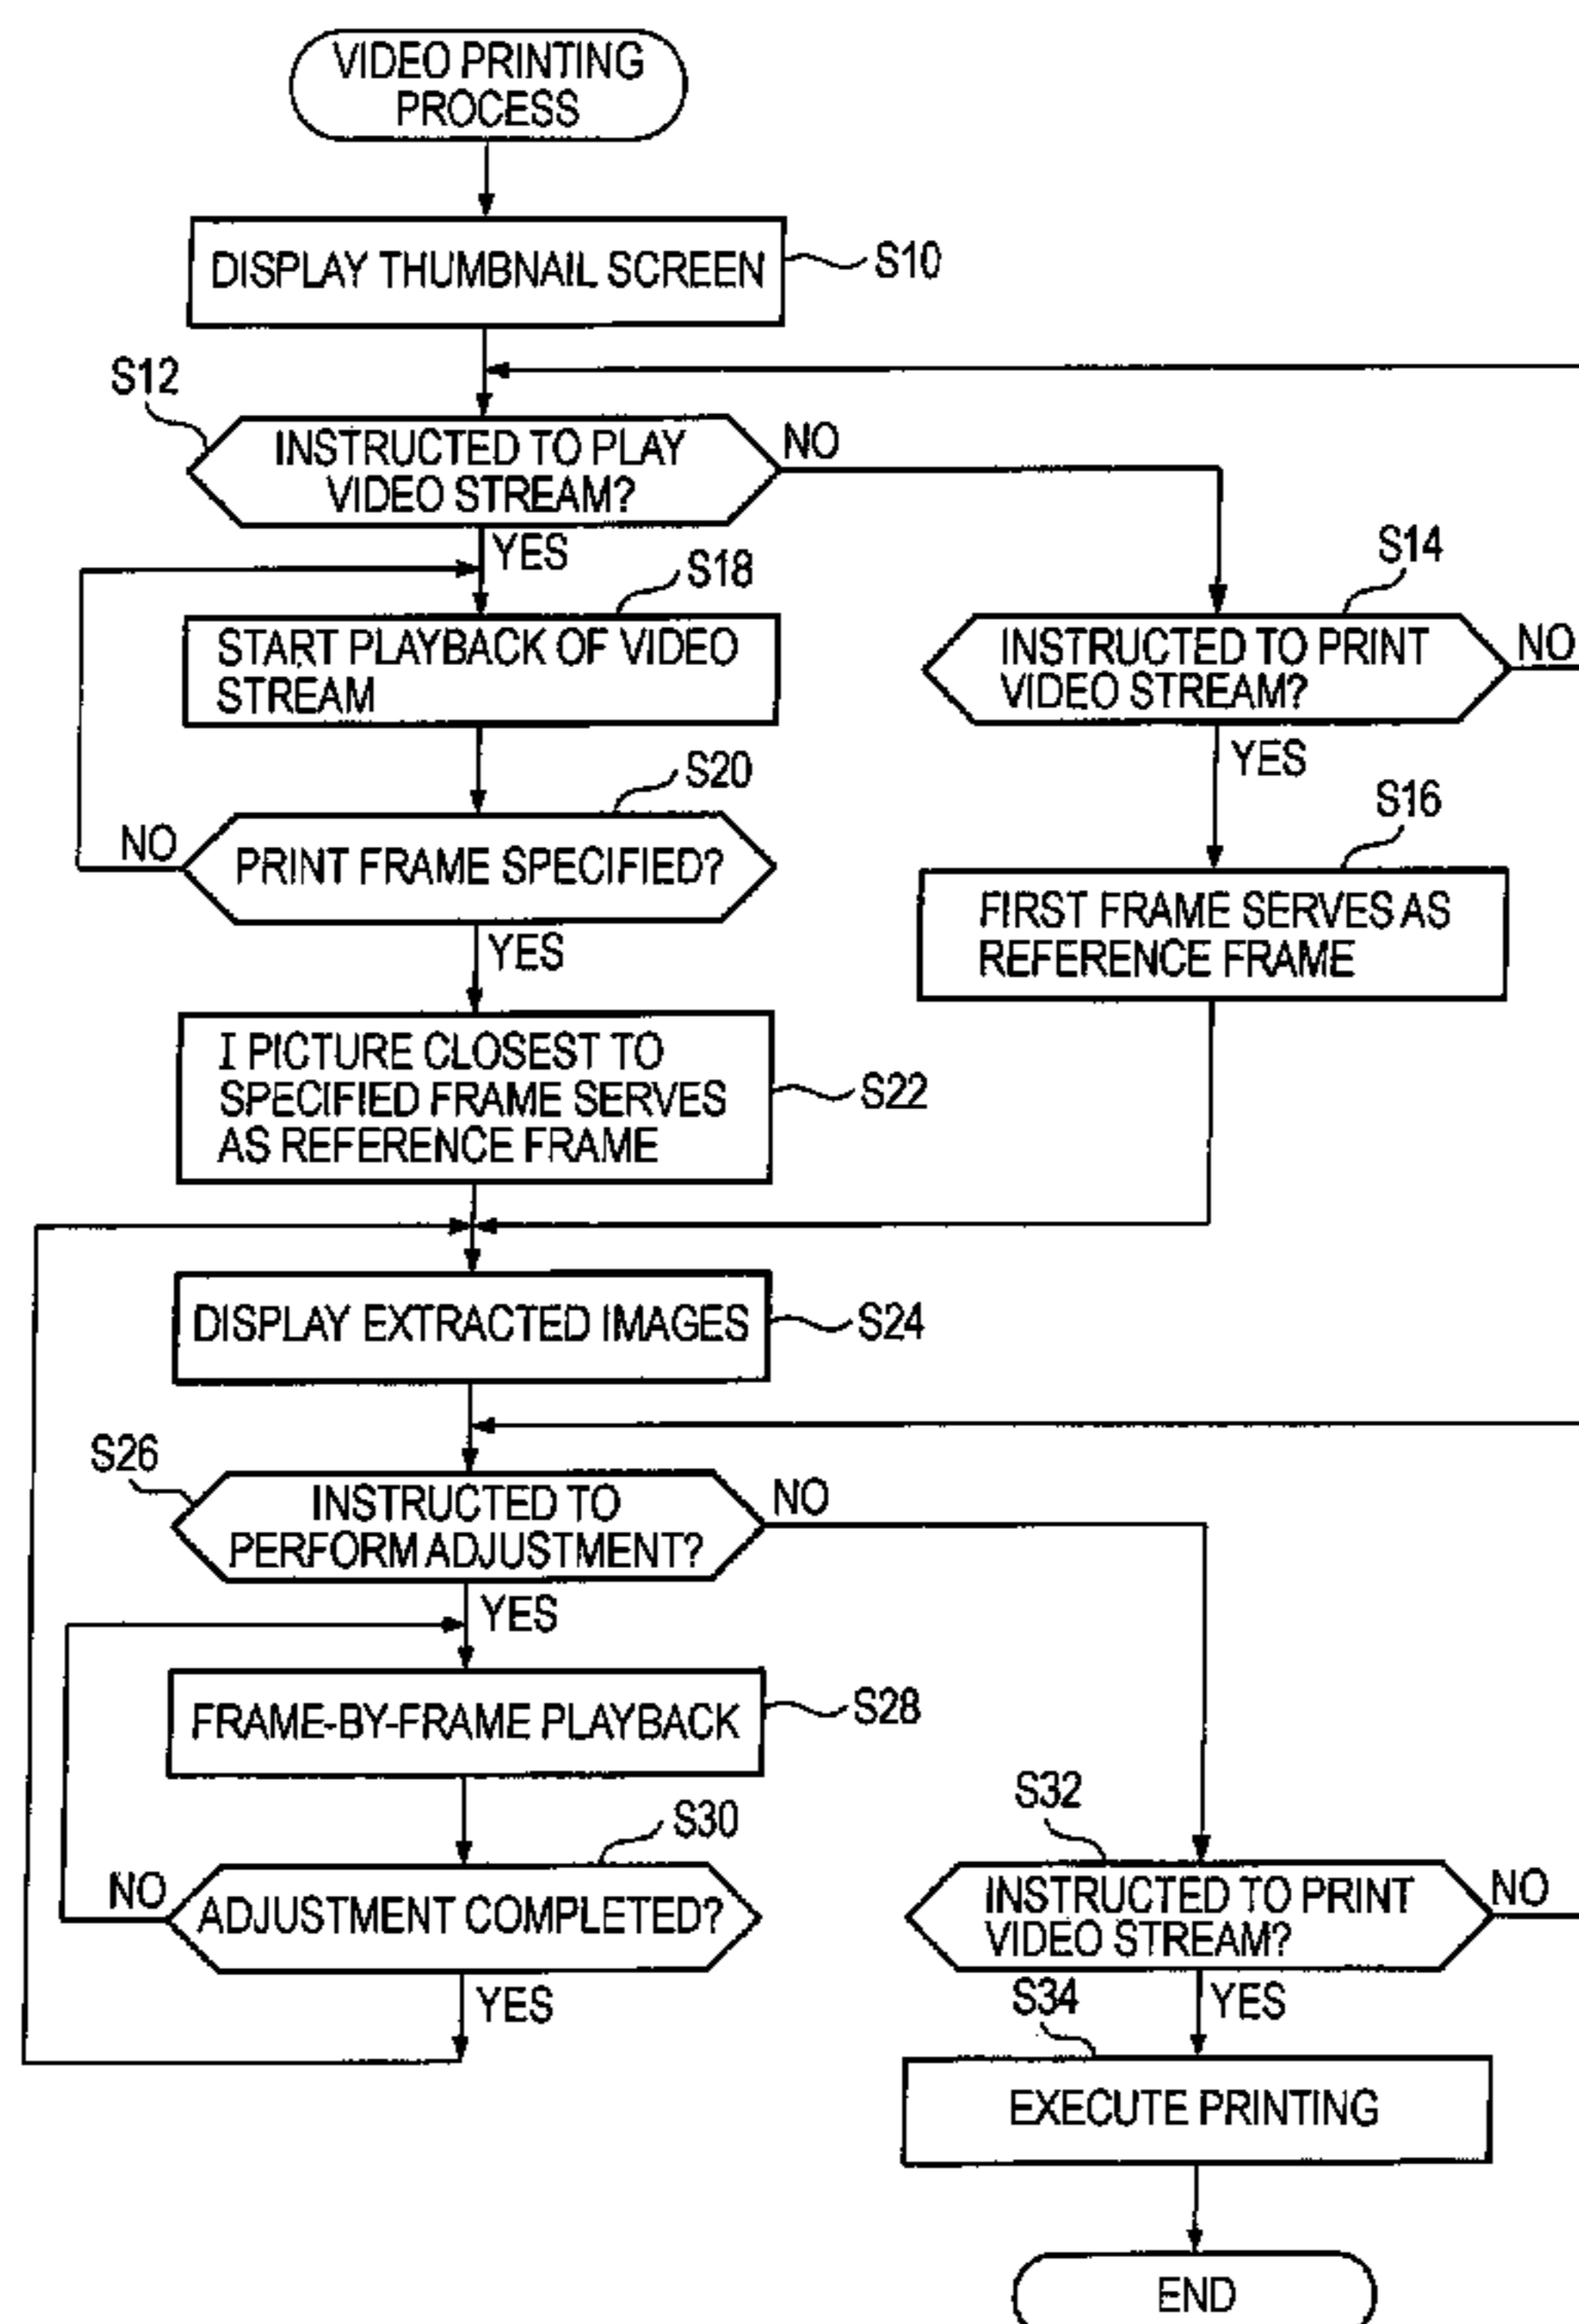 VIDEO PRINTING
PROCESS
DISPLAY THUMBNAIL SCREEN
S10
S12
INSTRUCTED TO PLAY
VIDEO STREAM?
NO
YES
S18
START PLAYBACK OF VIDEO
STREAM
S14
INSTRUCTED TO PRINT
VIDEO STREAM?
NO
YES
S20
NO
PRINT FRAME SPECIFIED?
YES
S16
FIRST FRAME SERVES AS
REFERENCE FRAME
I PICTURE CLOSEST TO
SPECIFIED FRAME SERVES
AS REFERENCE FRAME
S22
DISPLAY EXTRACTED IMAGES
S24
S26
INSTRUCTED TO
PERFORM ADJUSTMENT?
NO
YES
FRAME-BY-FRAME PLAYBACK
S28
S30
NO
ADJUSTMENT COMPLETED?
YES
S32
INSTRUCTED TO PRINT
VIDEO STREAM?
NO
YES
S34
EXECUTE PRINTING
END